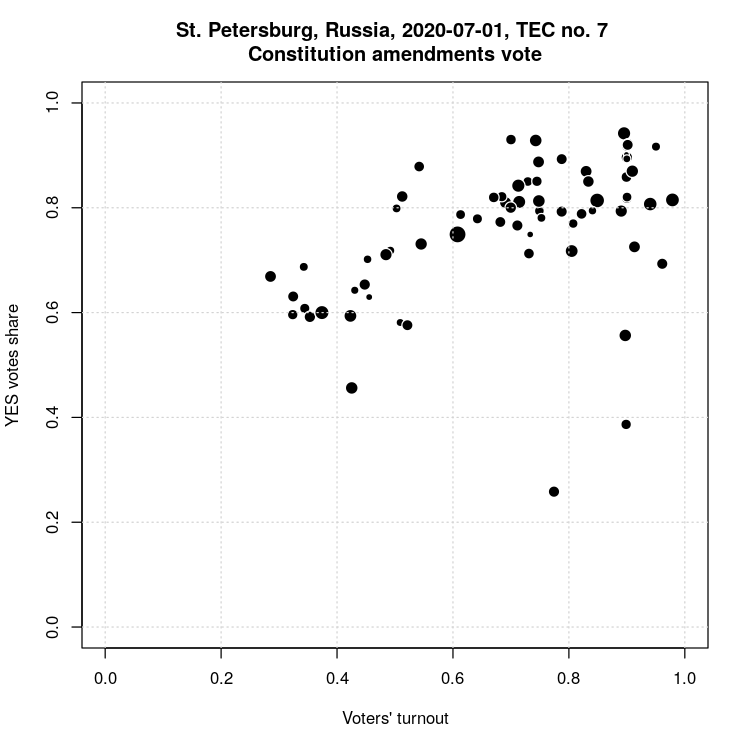 St. Petersburg, Russia, 2020-07-01, TEC no. 7
Constitution amendments vote
YES votes share
1.0
0.8
0.6
0.4
0.2
0.0
0.0 0.2 0.4 0.6 0.8 1.0
Voters' turnout